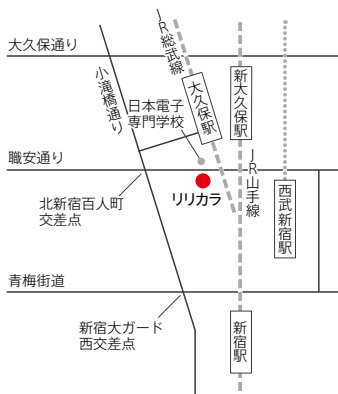 JR総武線
大久保通り
小滝橋通り
大久保駅
新大久保駅
日本電子
専門学校
職安通り
JR山手線
西武新宿駅
リリカラ
北新宿百人町
交差点
青梅街道
新宿大ガード
西交差点
新宿駅